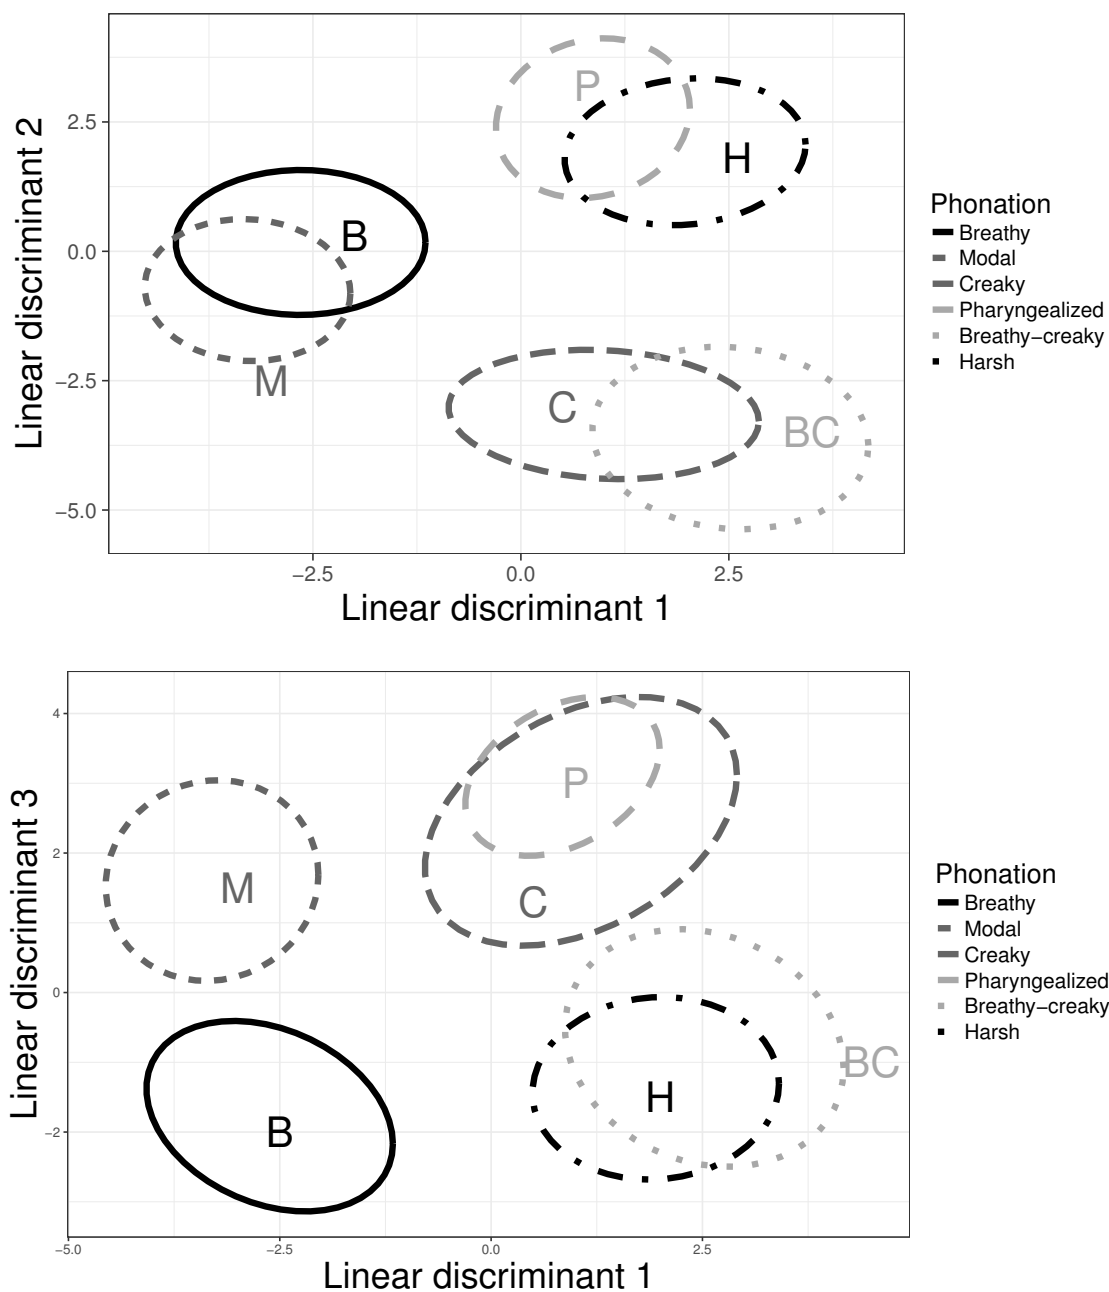 Linear discriminant 2
2.5
0.0
−2.5
−5.0
P
H
B
M
C
BC
−2.5
0.0
2.5
Linear discriminant 1
Phonation
Breathy
Modal
Creaky
Pharyngealized
Breathy−creaky
Harsh
Linear discriminant 3
4
2
0
−2
P
M
C
BC
H
B
−5.0
−2.5
0.0
2.5
Linear discriminant 1
Phonation
Breathy
Modal
Creaky
Pharyngealized
Breathy−creaky
Harsh